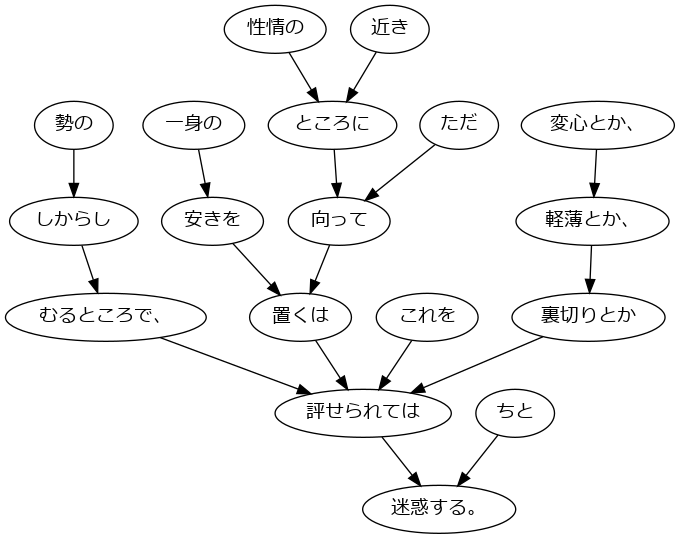 性情の
近き
勢の
一身の
ところに
ただ
変心とか、
しからし
安きを
向って
軽薄とか、
むるところで、
置くは
これを
裏切りとか
評せられては
ちと
迷惑する。